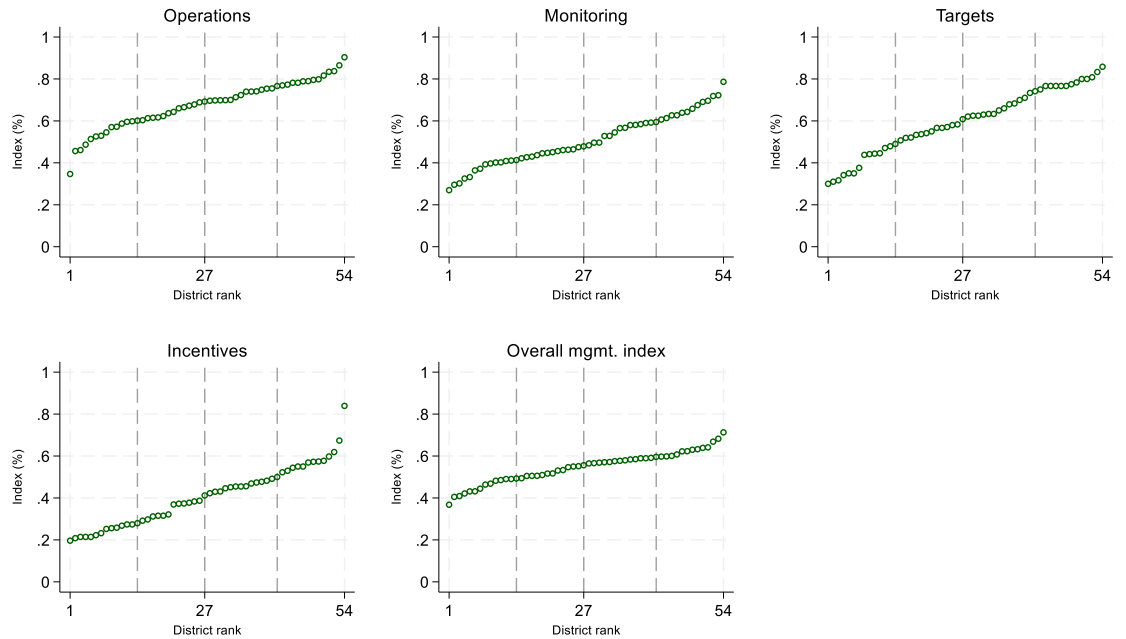 Operations
Index (%)
1
.8
.6
.4
.2
0
1 27 54
District rank
Monitoring
Index (%)
1
.8
.6
.4
.2
0
1 27 54
District rank
Targets
Index (%)
1
.8
.6
.4
.2
0
1 27 54
District rank
Incentives
Index (%)
1
.8
.6
.4
.2
0
1 27 54
District rank
Overall mgmt. index
Index (%)
1
.8
.6
.4
.2
0
1 27 54
District rank